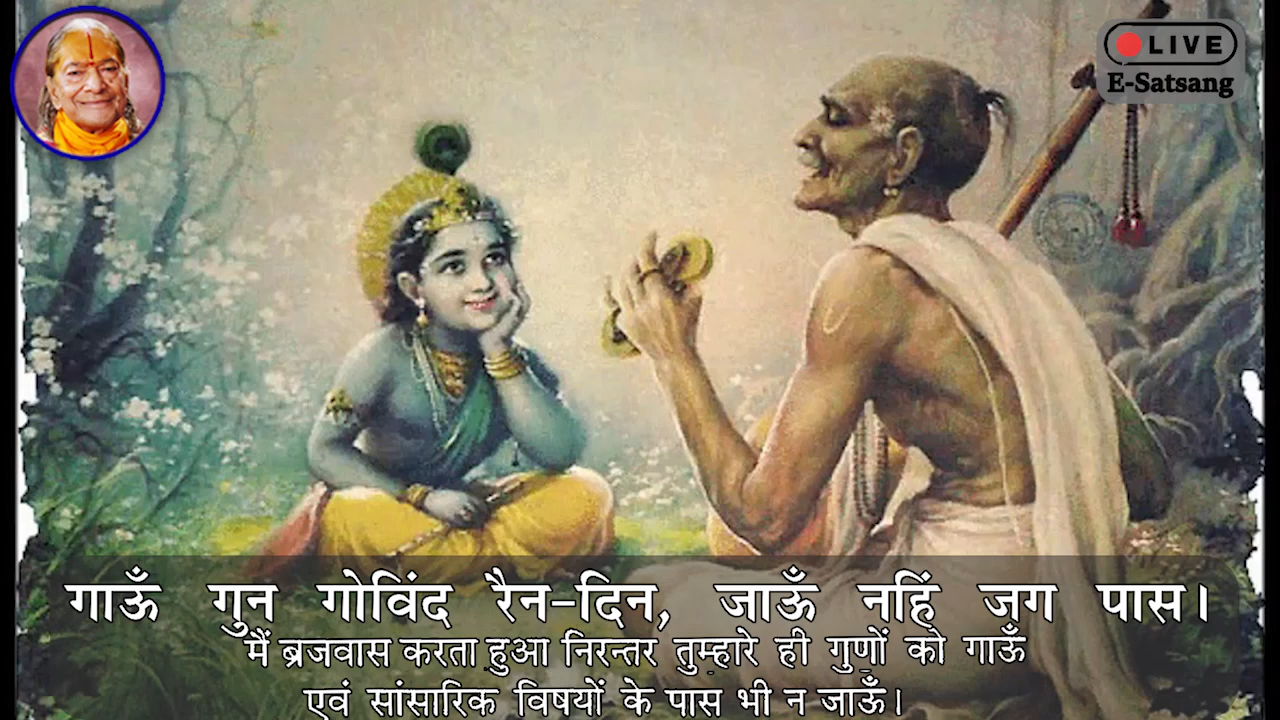 LIVE
E-Satsang
गाऊँ गुन गोविंद रैन-दिन, जाऊँ नहिं जग पास।
मैं ब्रजवास करता हुआ निरन्तर तुम्हारे ही गुणों को गाऊँ
एवं सांसारिक विषयों के पास भी न जाऊँ।